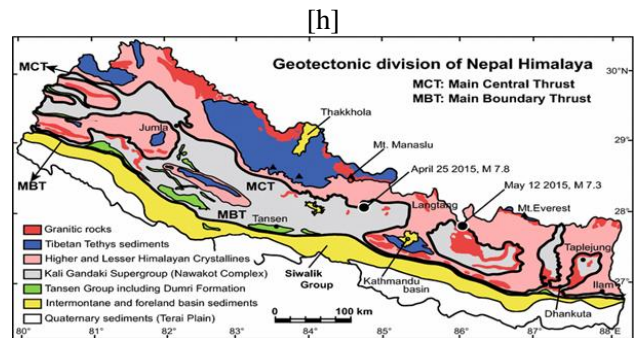 [h]
Geotectonic division of Nepal Himalaya
MCT: Main Central Thrust
MBT: Main Boundary Thrust
MCT
30°N
Thakkhola
Jumla
Mt. Manaslu
29°
April 25 2015, M 7.8
MBT
MCT
Langtang
May 12 2015, M 7.3
MBT
Mt.Everest
28°
Tansen
Taplejung
Granitic rocks
Tibetan Tethys sediments
Higher and Lesser Himalayan Crystallines
Kali Gandaki Supergroup (Nawakot Complex)
Siwalik
Group
Kathmandu
basin
Ilam
27°
Tansen Group including Dumri Formation
Intermontane and foreland basin sediments
Dhankuta
Quaternary sediments (Terai Plain)
0 100 km
80° 81° 82° 83° 84° 85° 86° 87° 88°E